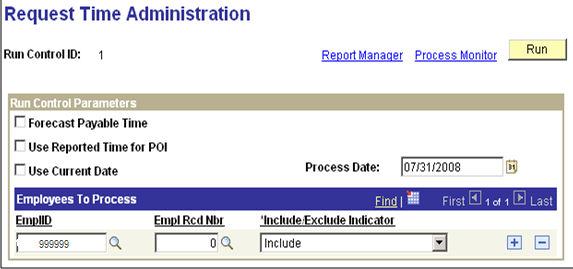 Request Time Administration
Run Control ID: 1 Report Manager Process Monitor Run
Run Control Parameters
Forecast Payable Time
Use Reported Time for POI
Use Current Date Process Date: 07/31/2008 31
Employees To Process Find | First 1 of 1 Last
EmplID Empl Rcd Nbr *Include/Exclude Indicator
999999 0 Include